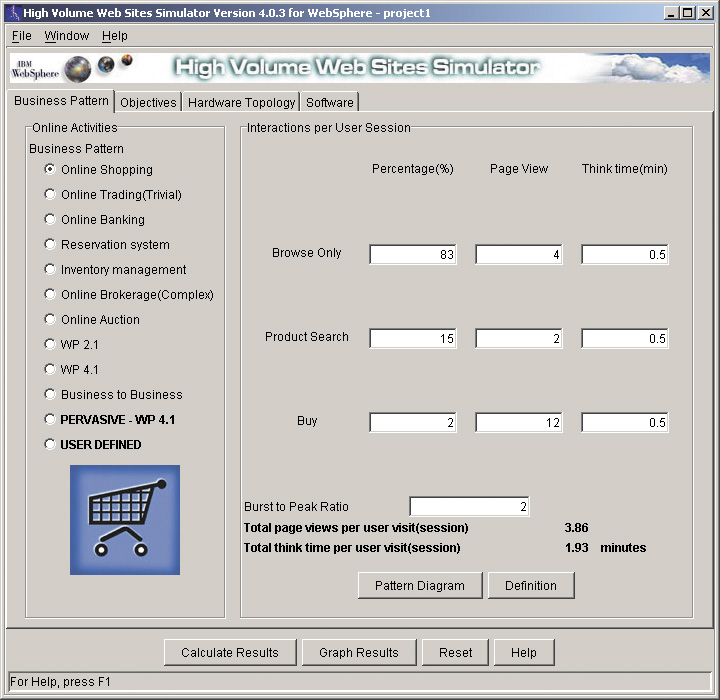 High Volume Web Sites Simulator Version 4.0.3 for WebSphere - project1
File Window Help
IBM
WebSphere
High Volume Web Sites Simulator
Business Pattern Objectives Hardware Topology Software
Online Activities
Business Pattern
Online Shopping
Online Trading(Trivial)
Online Banking
Reservation system
Inventory management
Online Brokerage(Complex)
Online Auction
WP 2.1
WP 4.1
Business to Business
PERVASIVE - WP 4.1
USER DEFINED
Interactions per User Session
Percentage(%) Page View Think time(min)
Browse Only 83 4 0.5
Product Search 15 2 0.5
Buy 2 12 0.5
Burst to Peak Ratio 2
Total page views per user visit(session) 3.86
Total think time per user visit(session) 1.93 minutes
Pattern Diagram Definition
Calculate Results Graph Results Reset Help
For Help, press F1